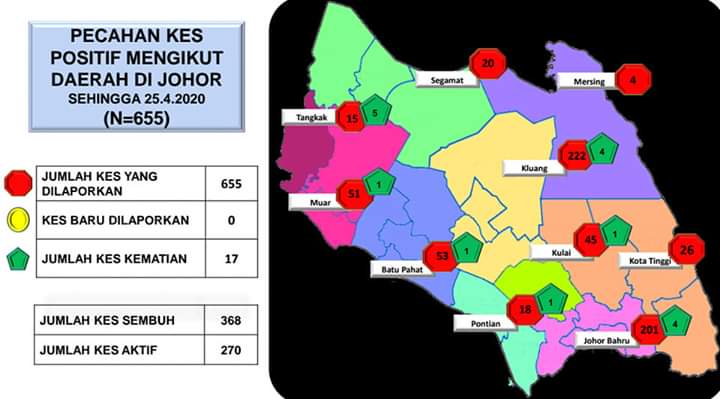 PECAHAN KES
POSITIF MENGIKUT
DAERAH DI JOHOR
SEHINGGA 25.4.2020
(N=655)
JUMLAH KES YANG
DILAPORKAN
655
KES BARU DILAPORKAN
0
JUMLAH KES KEMATIAN
17
JUMLAH KES SEMBUH
368
JUMLAH KES AKTIF
270
Segamat
20
Mersing
4
Tangkak
15
5
Kluang
222
4
Muar
51
1
Batu Pahat
53
1
Kulai
45
1
Kota Tinggi
26
Pontian
18
1
Johor Bahru
201
4